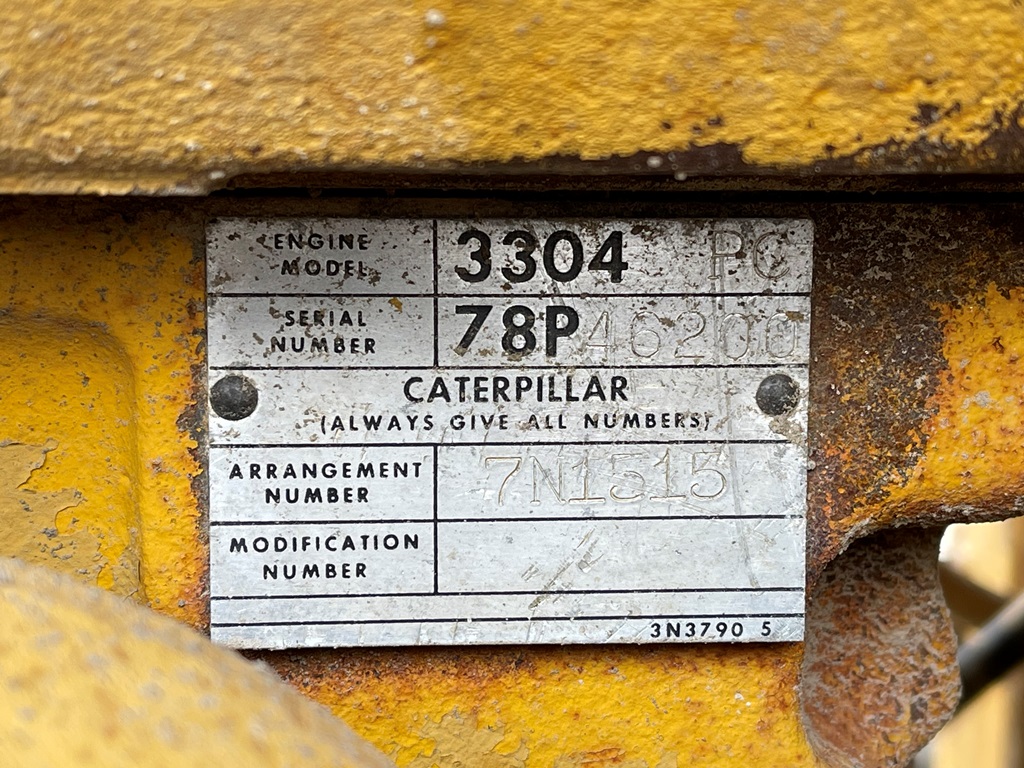 ENGINE MODEL 3304 PC
SERIAL NUMBER 78P46200
CATERPILLAR
(ALWAYS GIVE ALL NUMBERS)
ARRANGEMENT NUMBER 7N1515
MODIFICATION NUMBER
3N3790 5